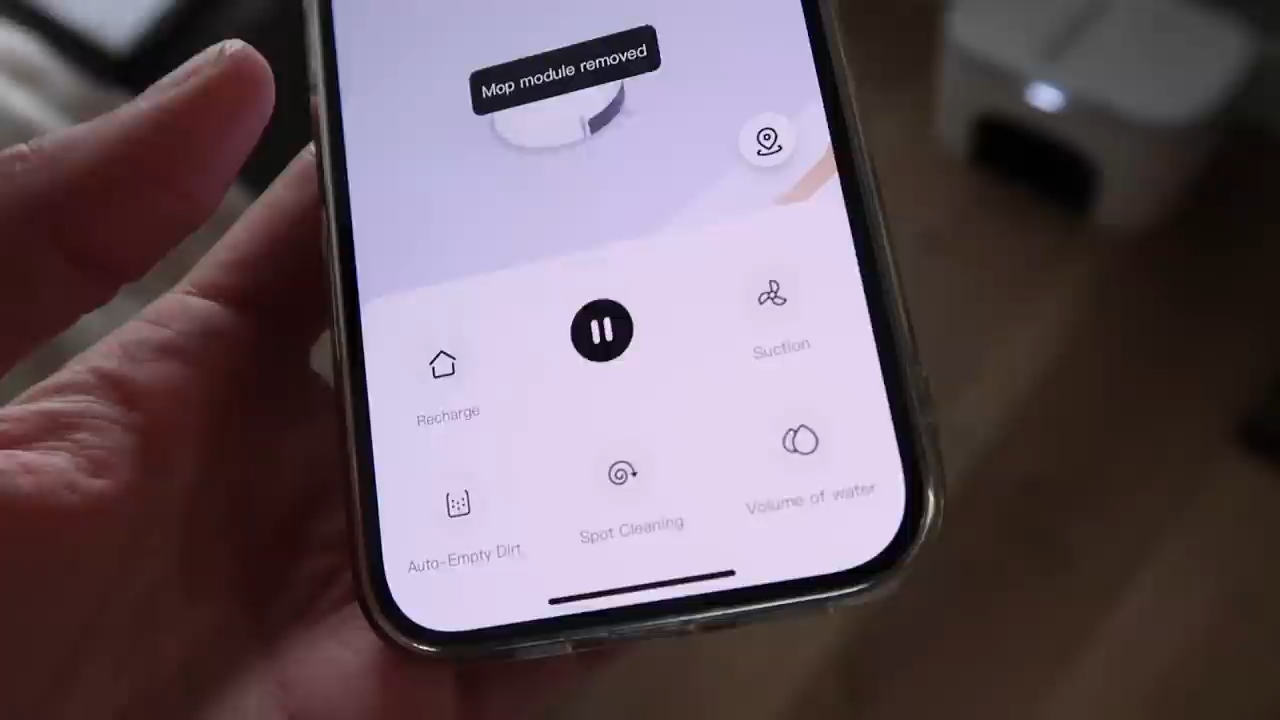 Mop module removed
Suction
Recharge
Volume of water
Spot Cleaning
Auto-Empty Dirt